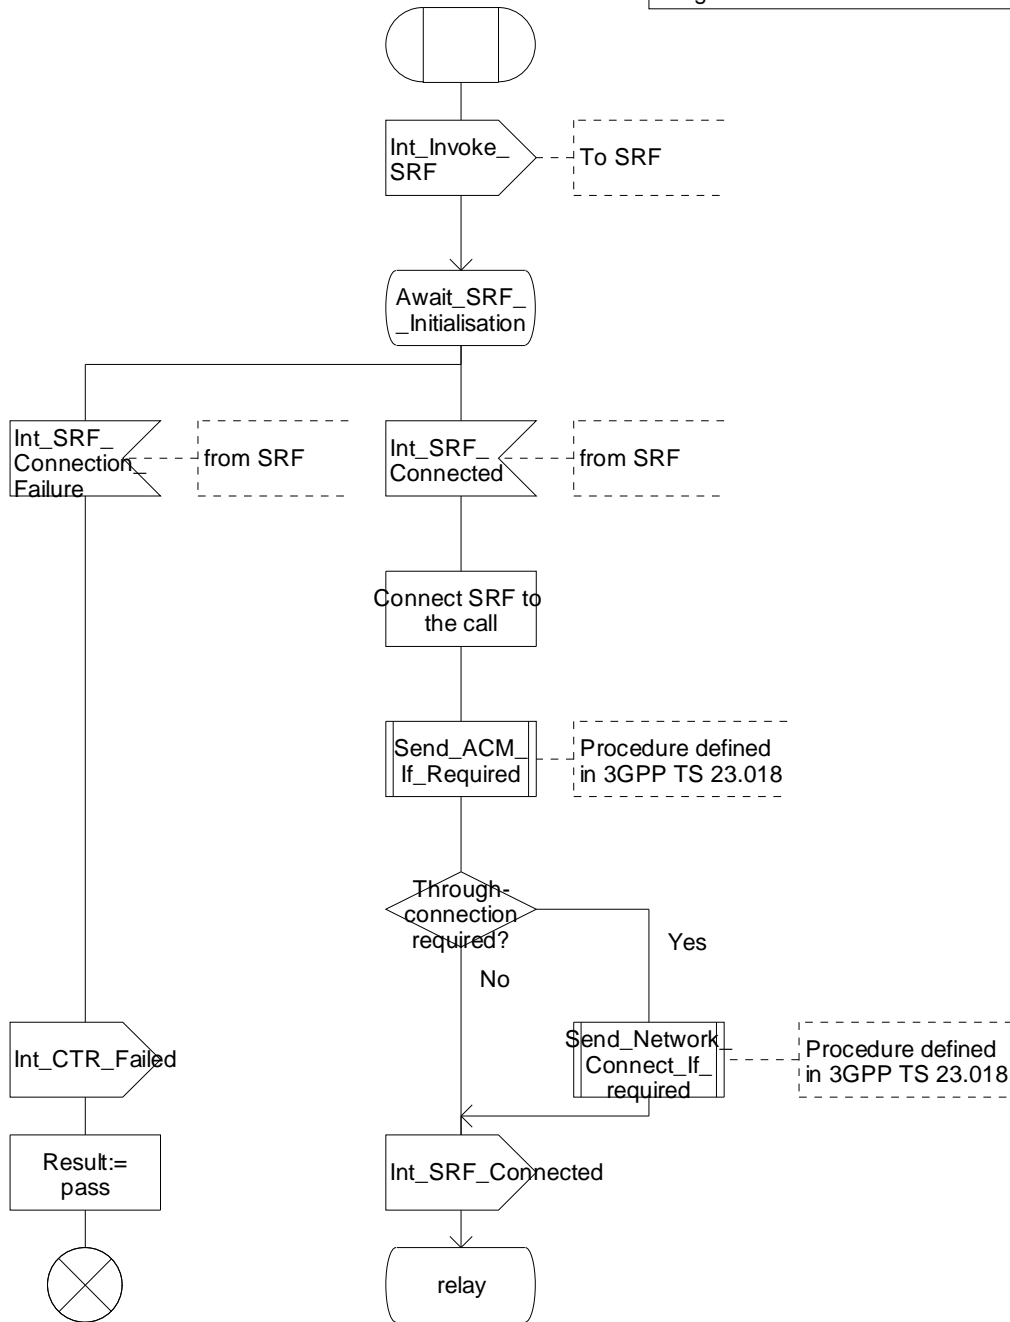 Int_Invoke_
SRF
To SRF
Await_SRF_
_Initialisation
Int_SRF_
Connection_
Failure
from SRF
Int_SRF_
Connected
from SRF
Connect SRF to
the call
Send_ACM_
If_Required
Procedure defined
in 3GPP TS 23.018
Through-
connection
required?
Yes
No
Int_CTR_Failed
Send_Network_
Connect_If_
required
Procedure defined
in 3GPP TS 23.018
Result:=
pass
Int_SRF_Connected
relay